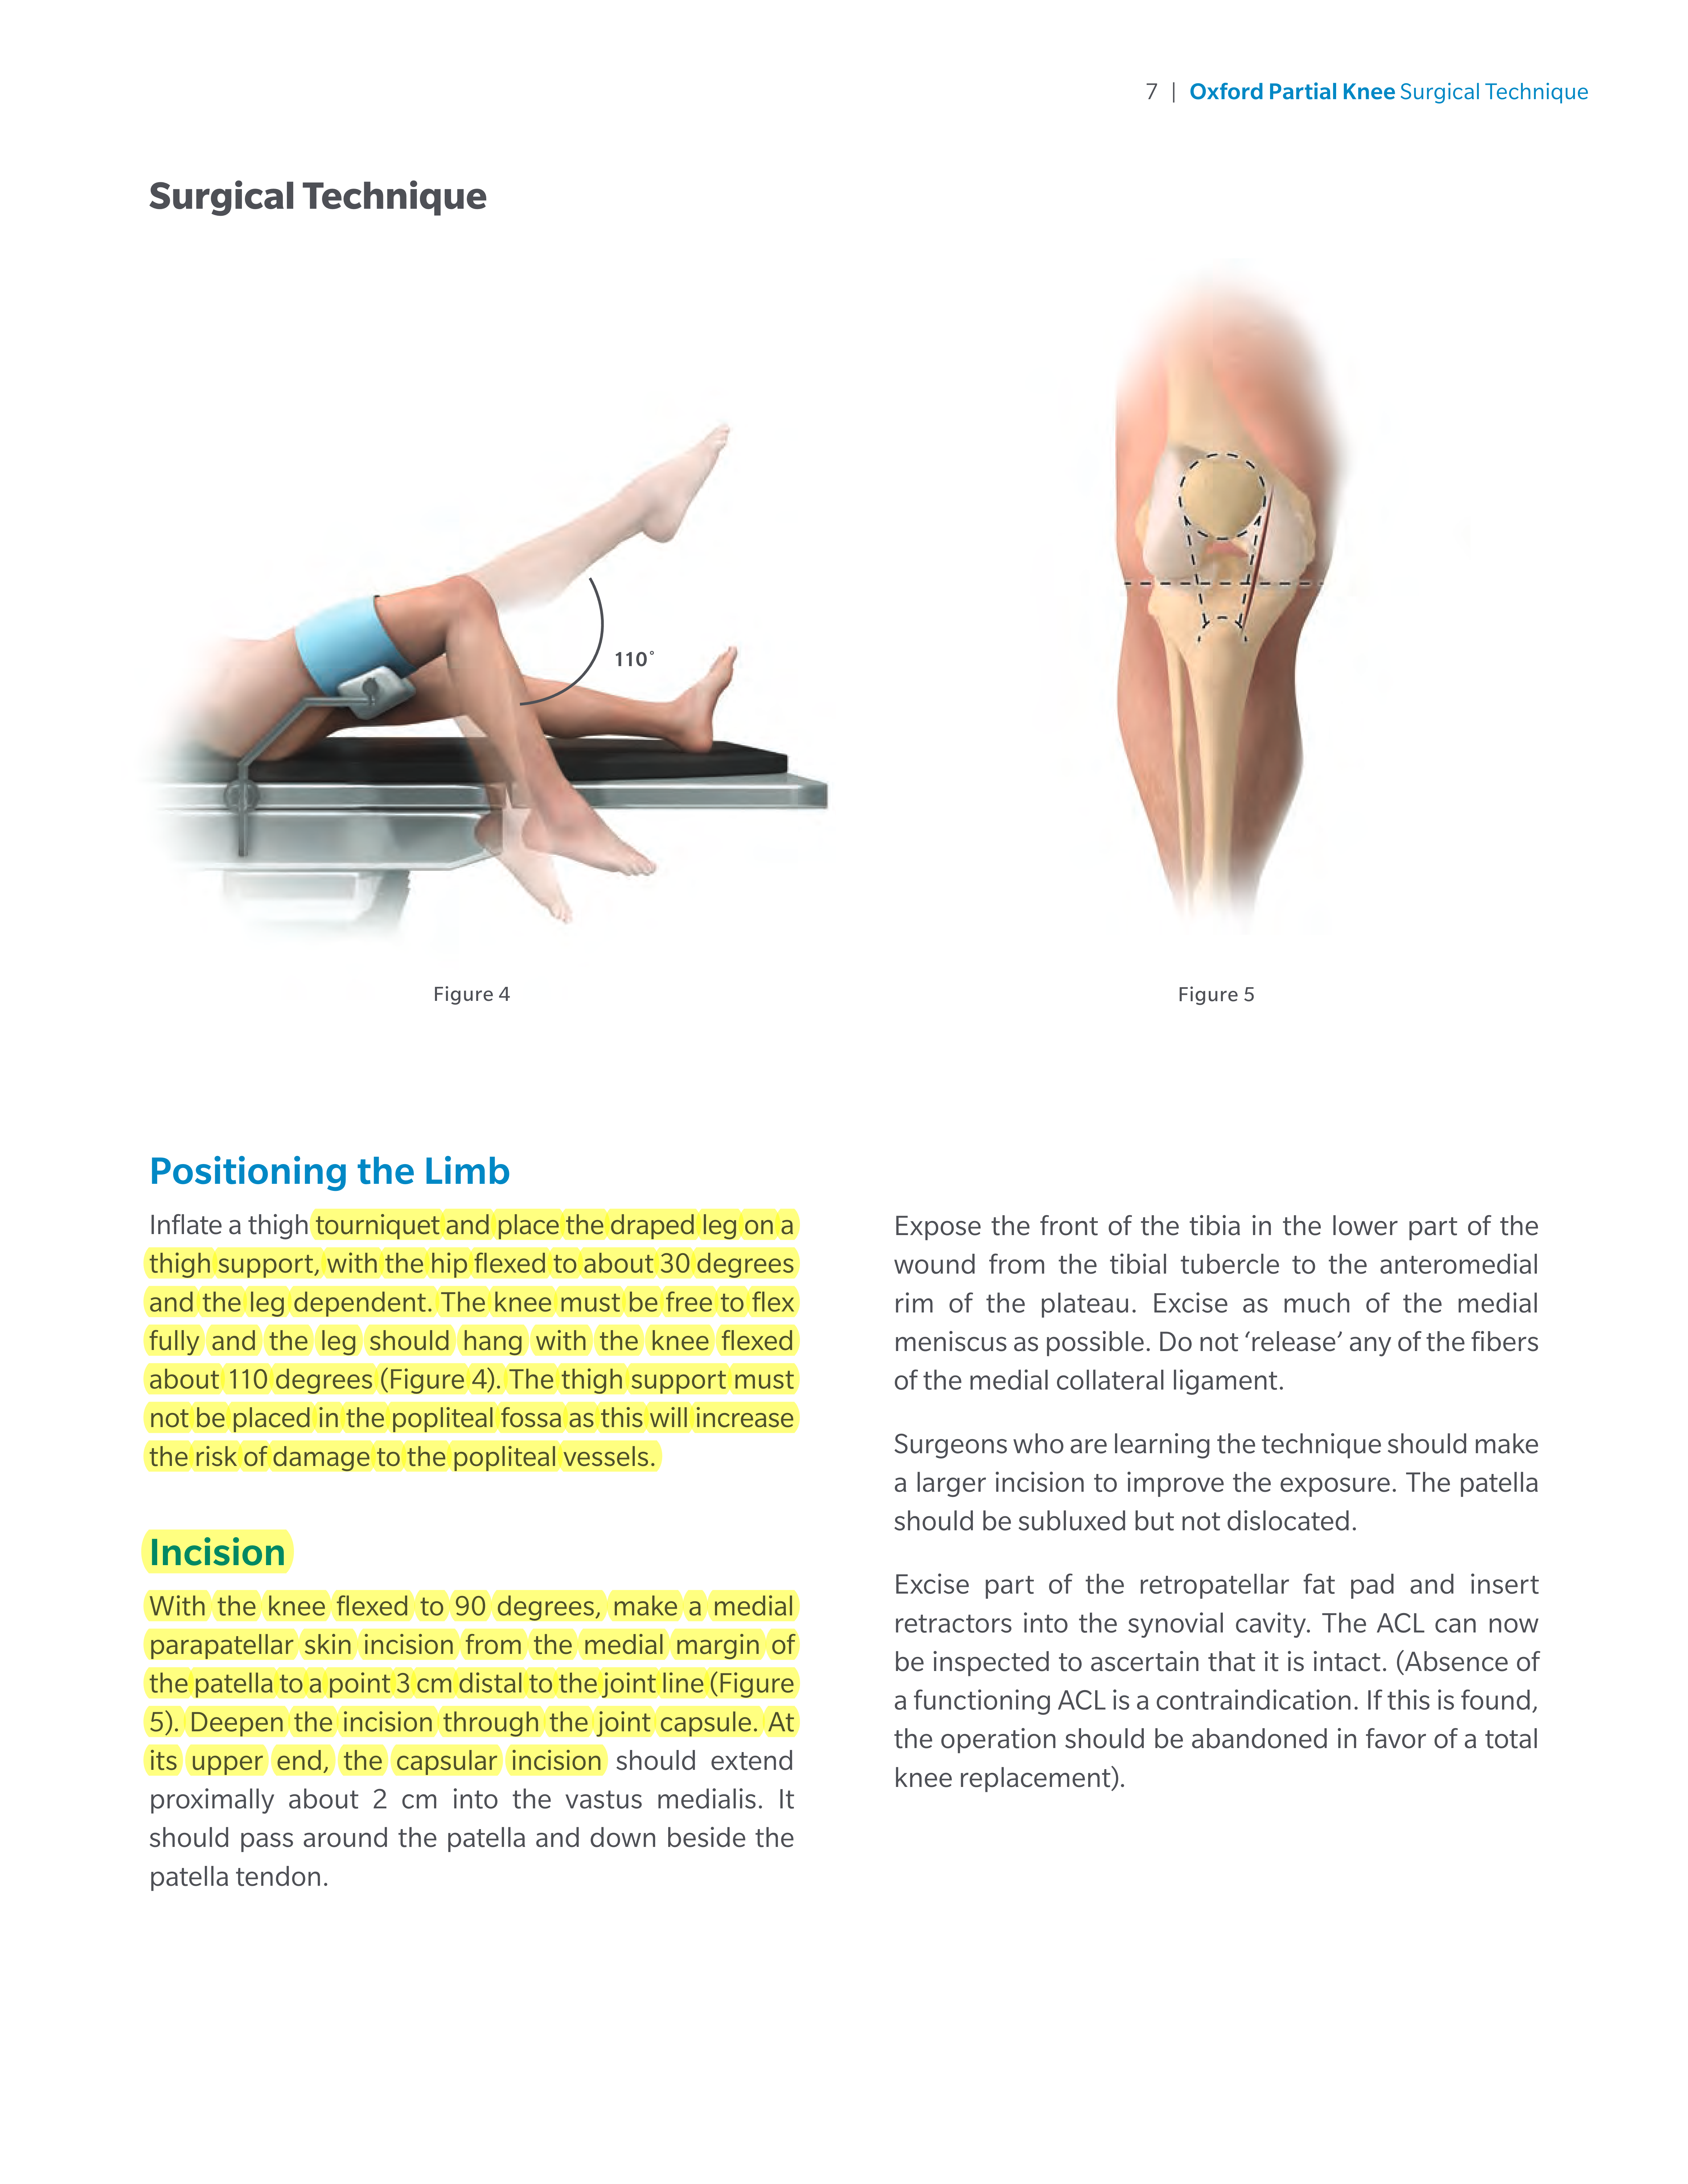 7 | Oxford Partial Knee Surgical Technique
Surgical Technique
110°
Figure 4
Figure 5
Positioning the Limb
Inflate a thigh tourniquet and place the draped leg on a
thigh support, with the hip flexed to about 30 degrees
and the leg dependent. The knee must be free to flex
fully and the leg should hang with the knee flexed
about 110 degrees (Figure 4). The thigh support must
not be placed in the popliteal fossa as this will increase
the risk of damage to the popliteal vessels.
Incision
With the knee flexed to 90 degrees, make a medial
parapatellar skin incision from the medial margin of
the patella to a point 3 cm distal to the joint line (Figure
5). Deepen the incision through the joint capsule. At
its upper end, the capsular incision should extend
proximally about 2 cm into the vastus medialis. It
should pass around the patella and down beside the
patella tendon.
Expose the front of the tibia in the lower part of the
wound from the tibial tubercle to the anteromedial
rim of the plateau. Excise as much of the medial
meniscus as possible. Do not ‘release’ any of the fibers
of the medial collateral ligament.
Surgeons who are learning the technique should make
a larger incision to improve the exposure. The patella
should be subluxed but not dislocated.
Excise part of the retropatellar fat pad and insert
retractors into the synovial cavity. The ACL can now
be inspected to ascertain that it is intact. (Absence of
a functioning ACL is a contraindication. If this is found,
the operation should be abandoned in favor of a total
knee replacement).